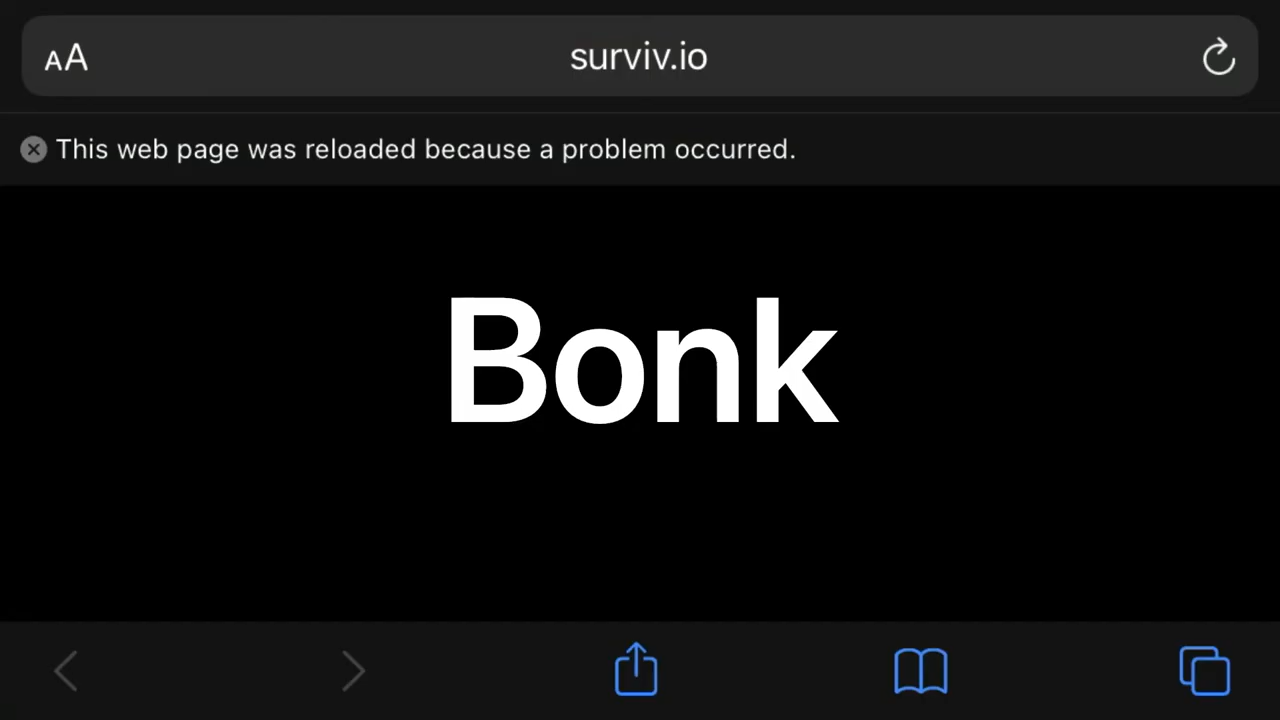 AA surviv.io
This web page was reloaded because a problem occurred.
Bonk